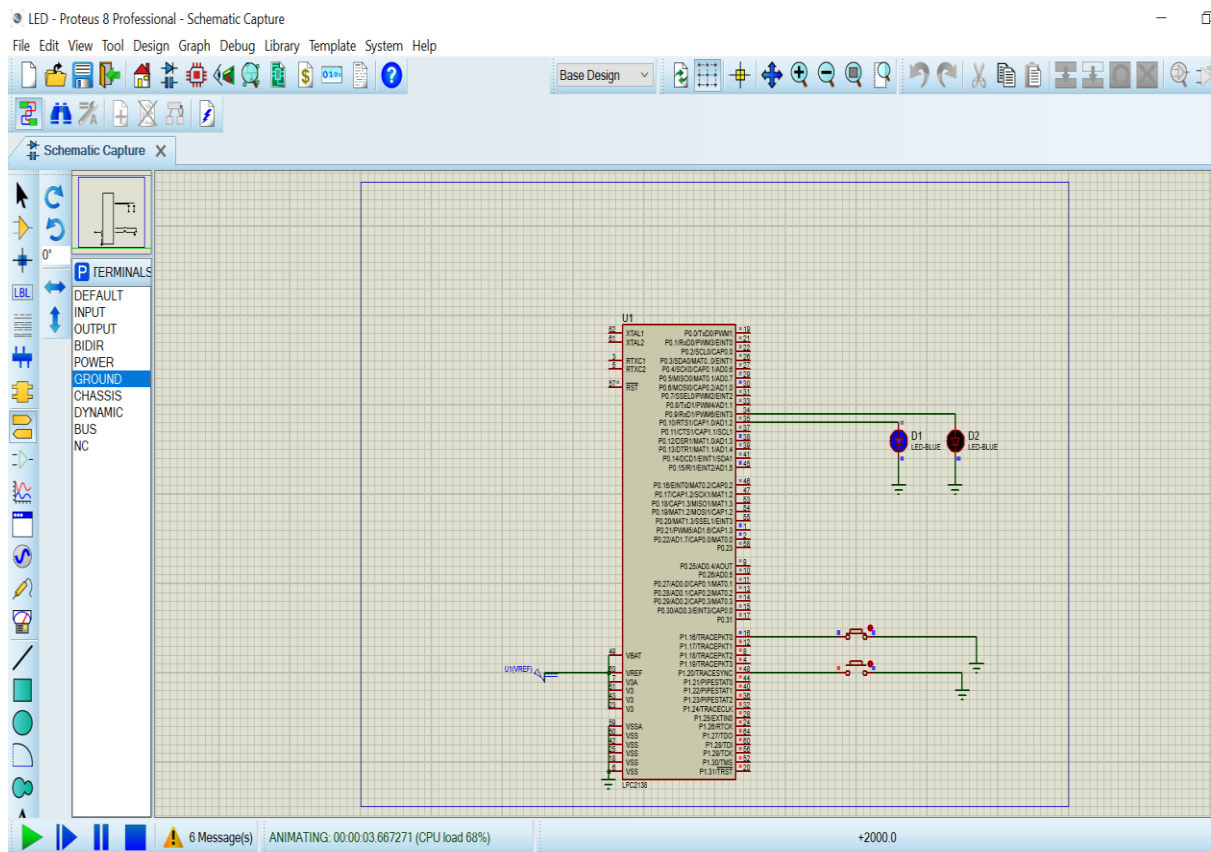 LED - Proteus 8 Professional - Schematic Capture
File Edit View Tool Design Graph Debug Library Template System Help
Base Design
Schematic Capture
0°
TERMINALS
DEFAULT
INPUT
OUTPUT
BIDIR
POWER
GROUND
CHASSIS
DYNAMIC
BUS
NC
LBL
U1
XTAL1
XTAL2
RTXC1
RTXC2
RST
VBAT
VREF
V3A
V3
V3
V3
VSSA
VSS
VSS
VSS
VSS
VSS
P0.0/TxD0/PWM1
P0.1/RxD0/PWM3/EINT0
P0.2/SCL0/CAP0.0
P0.3/SDA0/MAT0.0/EINT1
P0.4/SCK0/CAP0.1/AD0.6
P0.5/MISO0/MAT0.1/AD0.7
P0.6/MOSI0/CAP0.2/AD1.0
P0.7/SSEL0/PWM2/EINT2
P0.8/TxD1/PWM4/AD1.1
P0.9/RxD1/PWM6/EINT3
P0.10/RTS1/CAP1.0/AD1.2
P0.11/CTS1/CAP1.1/SCL1
P0.12/DSR1/MAT1.0/AD1.3
P0.13/DTR1/MAT1.1/AD1.4
P0.14/DCD1/EINT1/SDA1
P0.15/RI1/EINT2/AD1.5
P0.16/EINT0/MAT0.2/CAP0.2
P0.17/CAP1.2/SCK1/MAT1.2
P0.18/CAP1.3/MISO1/MAT1.3
P0.19/MAT1.2/MOSI1/CAP1.2
P0.20/MAT1.3/SSEL1/EINT3
P0.21/PWM5/AD1.6/CAP1.3
P0.22/AD1.7/CAP0.0/MAT0.0
P0.23
P0.25/AD0.4/AOUT
P0.26/AD0.5
P0.27/AD0.0/CAP0.1/MAT0.1
P0.28/AD0.1/CAP0.2/MAT0.2
P0.29/AD0.2/CAP0.3/MAT0.3
P0.30/AD0.3/EINT3/CAP0.0
P0.31
P1.16/TRACEPKT0
P1.17/TRACEPKT1
P1.18/TRACEPKT2
P1.19/TRACEPKT3
P1.20/TRACESYNC
P1.21/PIPESTAT0
P1.22/PIPESTAT1
P1.23/PIPESTAT2
P1.24/TRACECLK
P1.25/EXTIN0
P1.26/RTCK
P1.27/TDO
P1.28/TDI
P1.29/TCK
P1.30/TMS
P1.31/TRST
LPC2138
U1(VREF)
D1
LED-BLUE
D2
LED-BLUE
6 Message(s)
ANIMATING: 00:00:03.667271 (CPU load 68%)
+2000.0